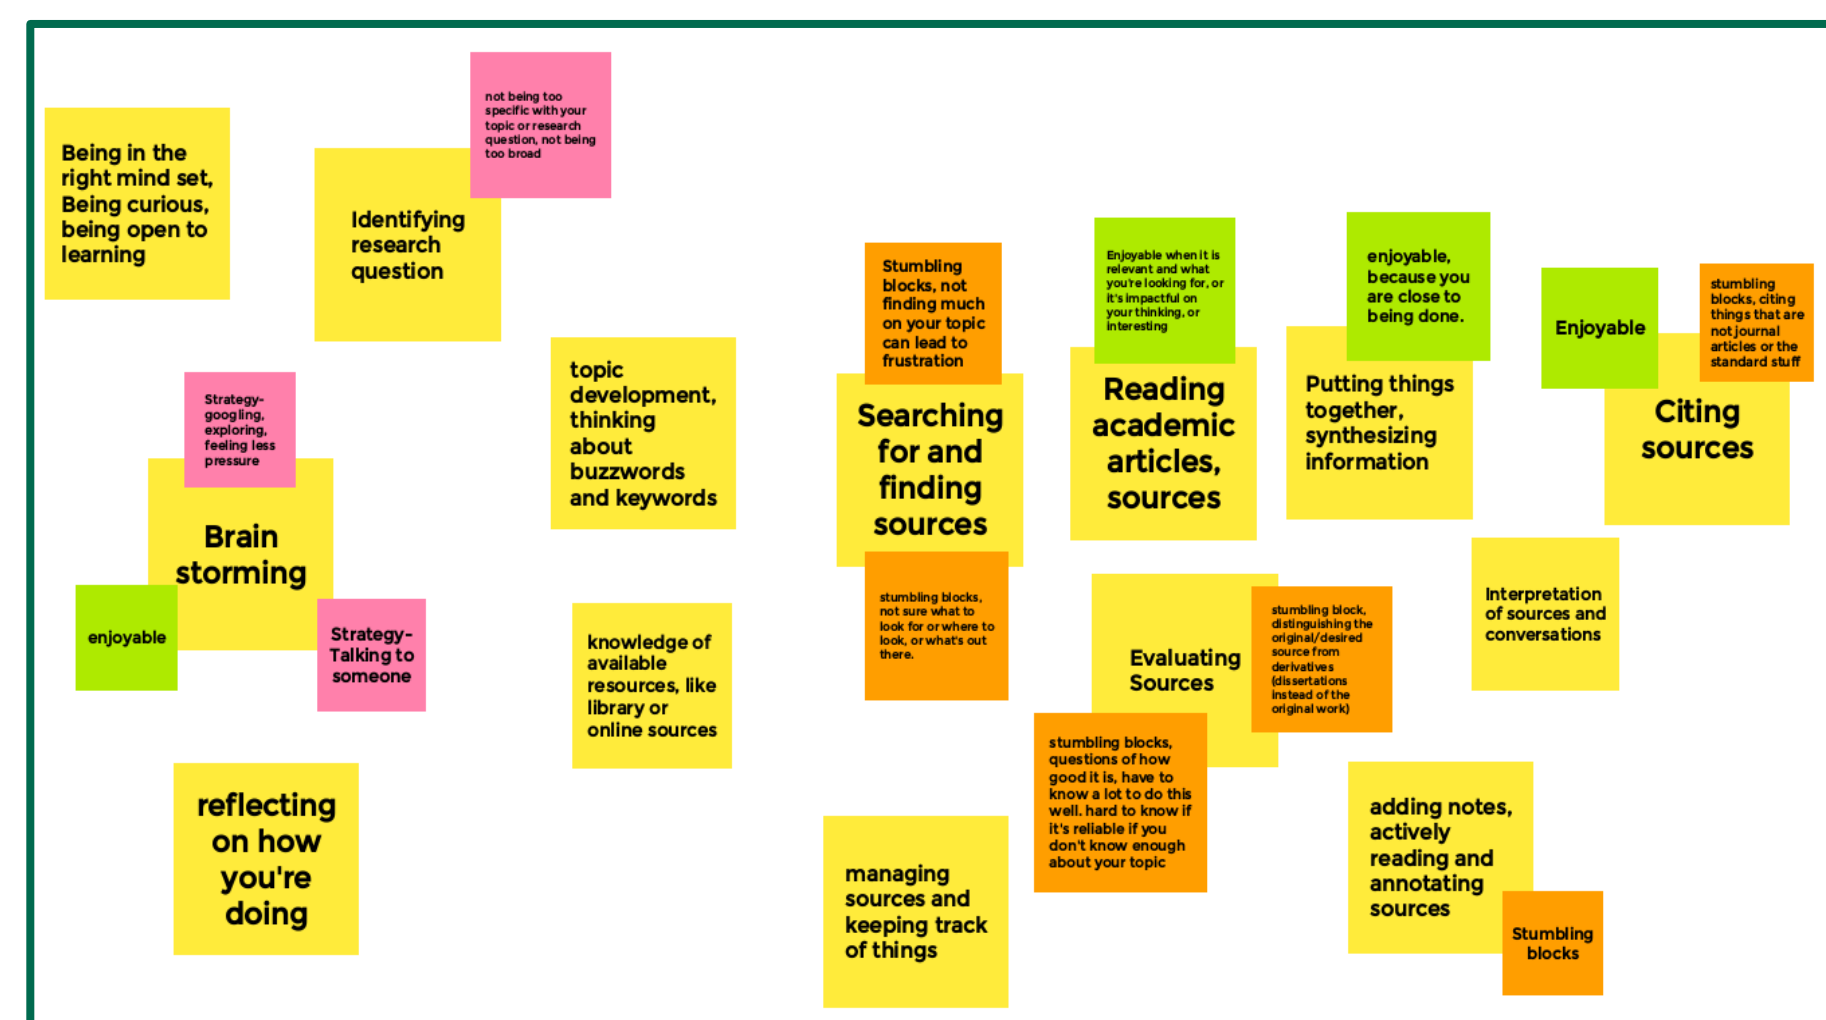 Being in the
right mind set,
Being curious,
being open to
learning
not being too
specific with your
topic or research
question, not being
too broad
Identifying
research
question
Strategy-
googling,
exploring,
feeling less
pressure
Brain
storming
enjoyable
Strategy-
Talking to
someone
reflecting
on how
you're
doing
topic
development,
thinking
about
buzzwords
and keywords
knowledge of
available
resources, like
library or
online sources
Stumbling
blocks, not
finding much
on your topic
can lead to
frustration
Searching
for and
finding
sources
stumbling blocks,
not sure what to
look for or where to
look, or what's out
there.
managing
sources and
keeping track
of things
Enjoyable when it is
relevant and what
you're looking for, or
it's impactful on
your thinking, or
interesting
Reading
academic
articles,
sources
Evaluating
Sources
stumbling block,
distinguishing the
original/desired
source from
derivatives
(dissertations
instead of the
original work)
stumbling blocks,
questions of how
good it is, have to
know a lot to do this
well. hard to know if
it's reliable if you
don't know enough
about your topic
enjoyable,
because you
are close to
being done.
Putting things
together,
synthesizing
information
Enjoyable
stumbling
blocks, citing
things that are
not journal
articles or the
standard stuff
Citing
sources
Interpretation
of sources and
conversations
adding notes,
actively
reading and
annotating
sources
Stumbling
blocks